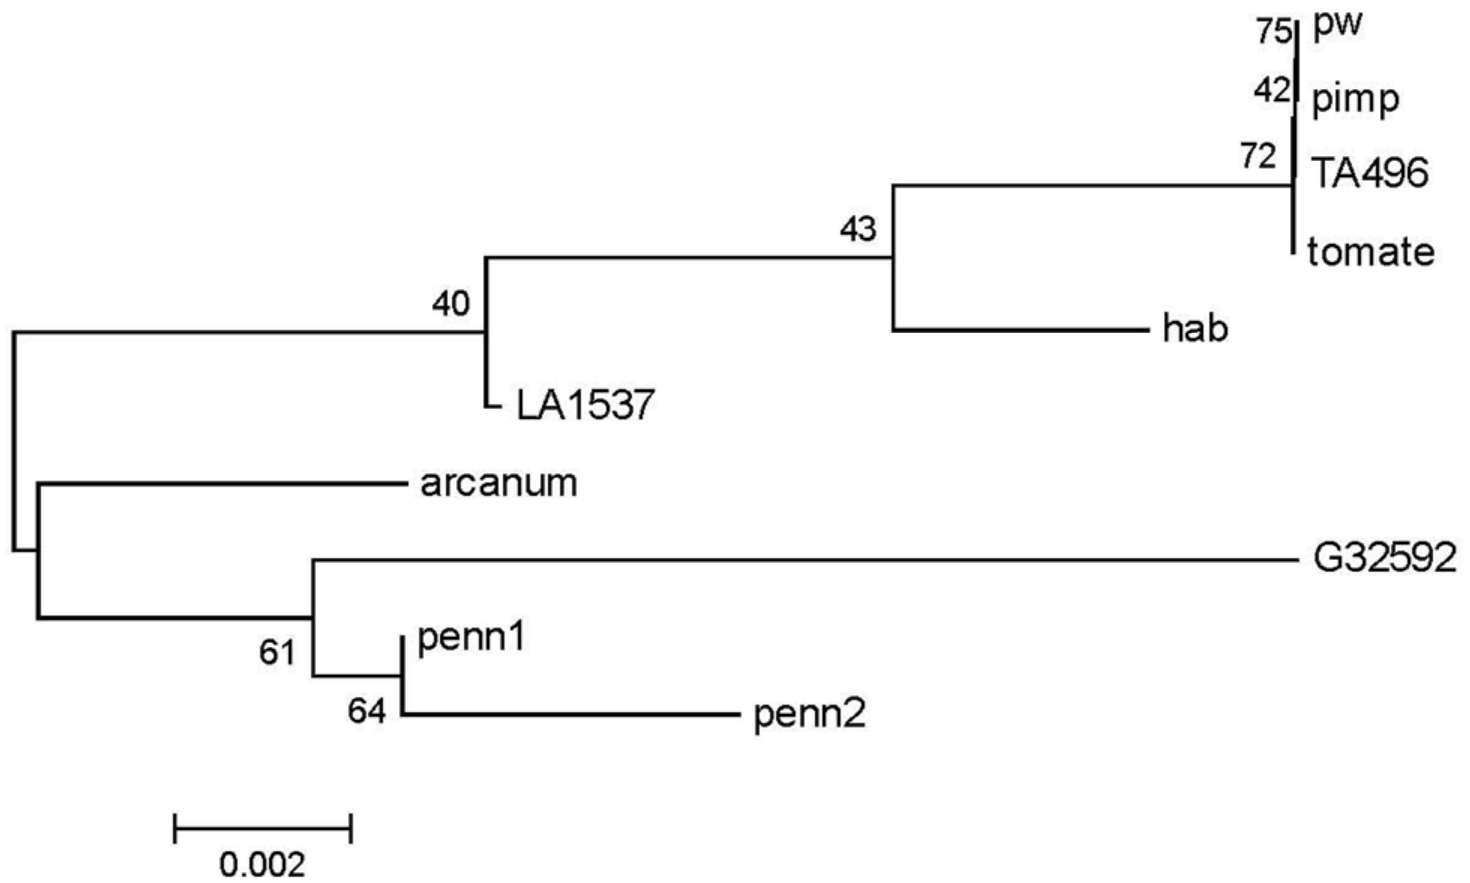 75 pw
42 pimp
72 TA496
tomate
43
hab
40
LA1537
arcanum
G32592
penn1
61
64 penn2
0.002